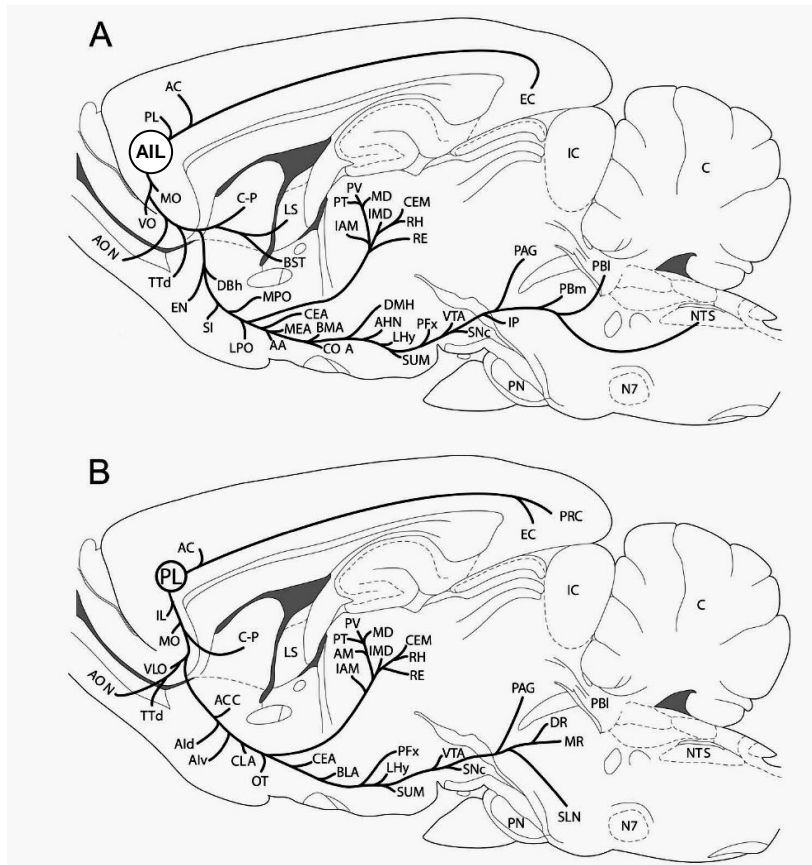 A
AC
EC
PL
AIL
IC
C
MO
C-P
LS
PV
MD
PT
IMD
CEM
IAM
RH
RE
VO
AON
TTd
BST
PAG
PBl
EN
DBh
PBm
SI
MPO
DMH
NTS
CEA
MEA
BMA
AHN
PFx
VTA
LPO
AA
CO A
LHy
SNc
IP
SUM
PN
N7
B
PRC
AC
EC
PL
IC
C
IL
MO
C-P
LS
PV
MD
PT
AM
IMD
CEM
IAM
RH
RE
VLO
AON
TTd
PAG
PBl
ACC
DR
MR
NTS
AId
AIv
CLA
OT
CEA
BLA
PFx
LHy
VTA
SNc
SUM
SLN
PN
N7